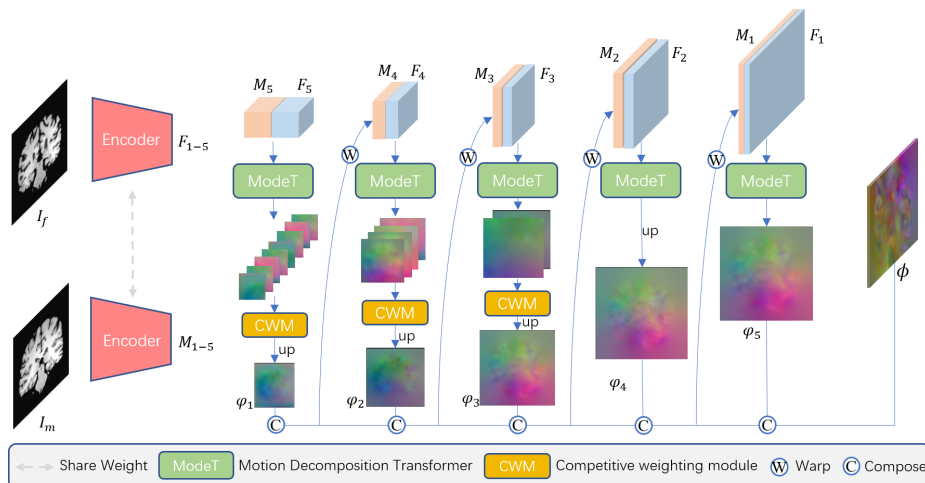 M₁ F₁
M₂ F₂
M₃ F₃
M₄ F₄
M₅ F₅
Encoder F₁₋₅
W W W W
ModeT ModeT ModeT ModeT ModeT
I_f
up
ϕ
CWM CWM CWM
up up up
Encoder M₁₋₅
φ₁ φ₂ φ₃ φ₄ φ₅
I_m
C C C C C
Share Weight ModeT Motion Decomposition Transformer CWM Competitive weighting module W Warp C Compose